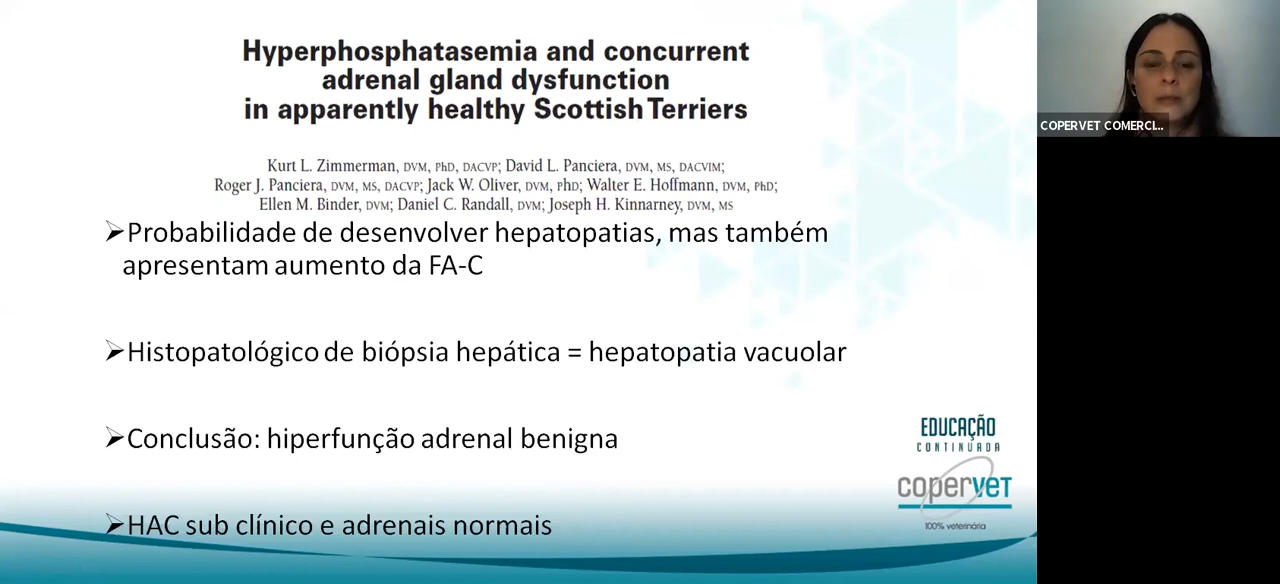 Hyperphosphatasemia and concurrent
adrenal gland dysfunction
in apparently healthy Scottish Terriers
Kurt L. Zimmerman, DVM, PhD, DACVP; David L. Panciera, DVM, MS, DACVIM;
Roger J. Panciera, DVM, MS, DACVP; Jack W. Oliver, DVM, PhD; Walter E. Hoffmann, DVM, PhD;
Ellen M. Binder, DVM; Daniel C. Randall, DVM; Joseph H. Kinnarney, DVM, MS
➢Probabilidade de desenvolver hepatopatias, mas também
apresentam aumento da FA-C
➢Histopatológico de biópsia hepática = hepatopatia vacuolar
➢Conclusão: hiperfunção adrenal benigna
➢HAC sub clínico e adrenais normais
EDUCAÇÃO
CONTINUADA
copervet
100% veterinária
COPERVET COMERCI...